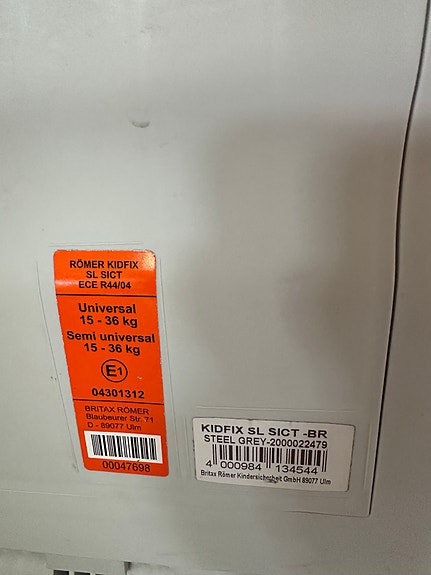 RÖMER KIDFIX
SL SICT
ECE R44/04
Universal
15 - 36 kg
Semi universal
15 - 36 kg
E1
04301312
BRITAX RÖMER
Blaubeurer Str. 71
D - 89077 Ulm
00047698
KIDFIX SL SICT -BR
STEEL GREY-2000022479
4 000984 134544
Britax Römer Kindersicherheit GmbH 89077 Ulm